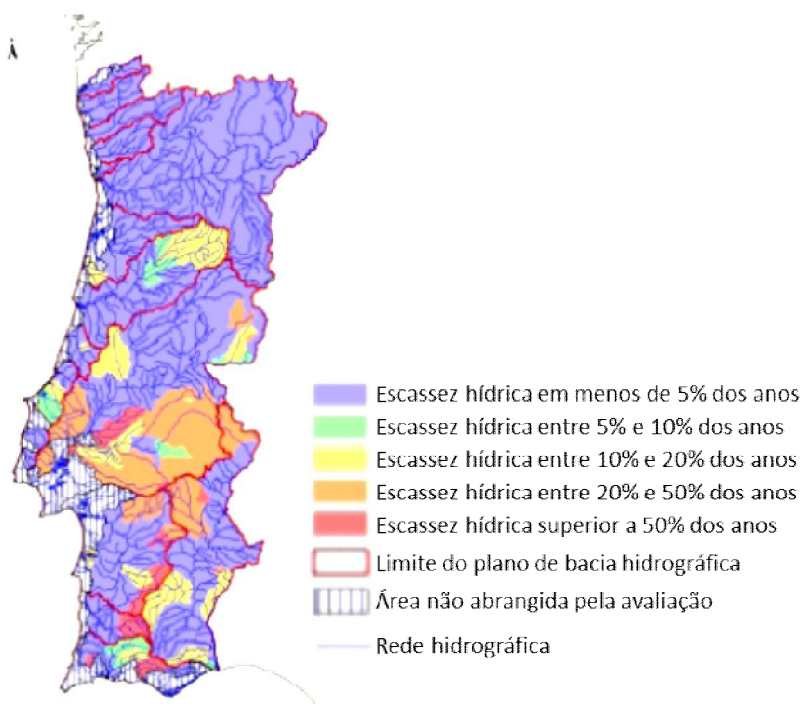 Escassez hídrica em menos de 5% dos anos
Escassez hídrica entre 5% e 10% dos anos
Escassez hídrica entre 10% e 20% dos anos
Escassez hídrica entre 20% e 50% dos anos
Escassez hídrica superior a 50% dos anos
Limite do plano de bacia hidrográfica
Área não abrangida pela avaliação
Rede hidrográfica